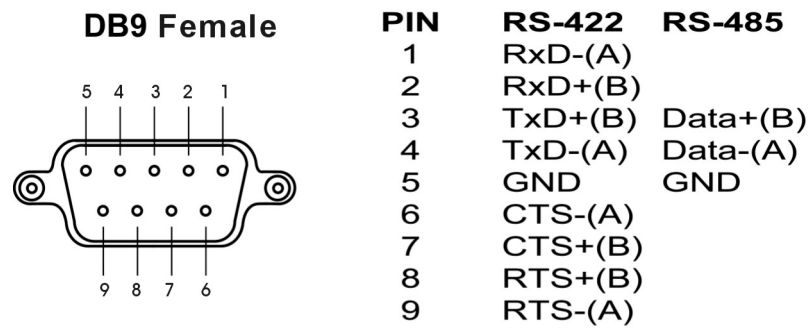 DB9 Female
5 4 3 2 1
9 8 7 6
PIN RS-422 RS-485
1 RxD-(A)
2 RxD+(B)
3 TxD+(B) Data+(B)
4 TxD-(A) Data-(A)
5 GND GND
6 CTS-(A)
7 CTS+(B)
8 RTS+(B)
9 RTS-(A)